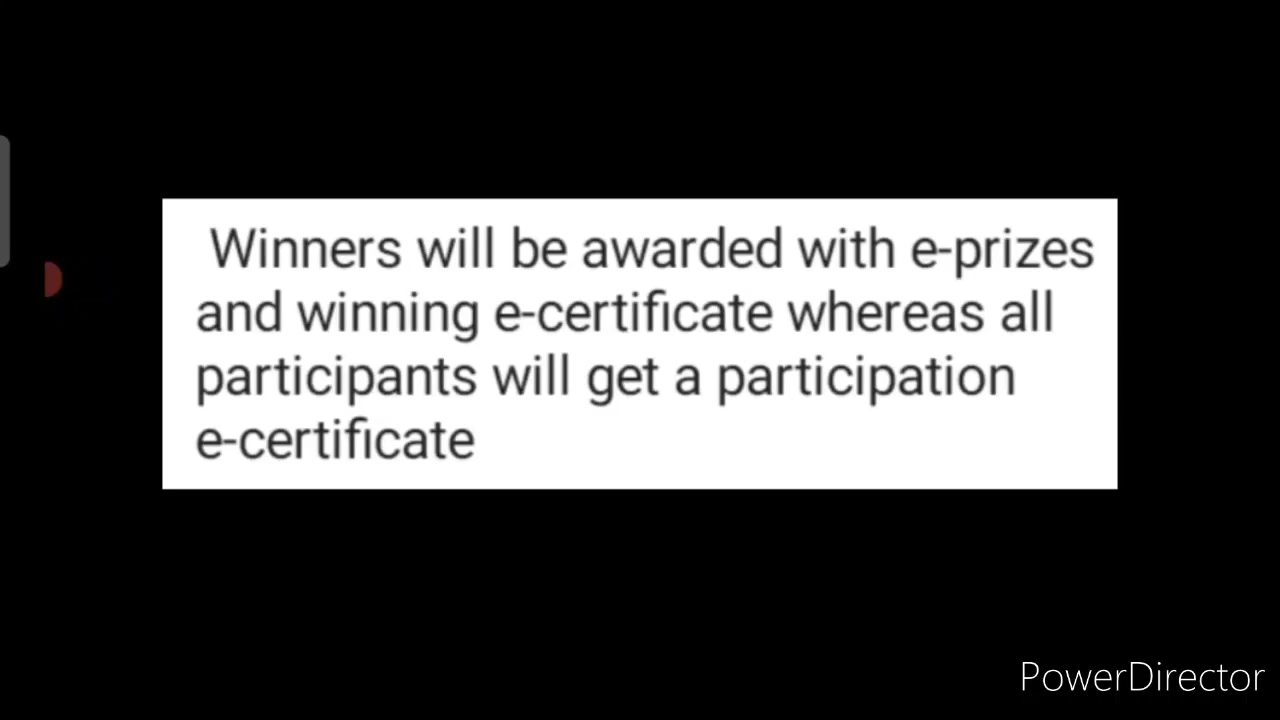 Winners will be awarded with e-prizes
and winning e-certificate whereas all
participants will get a participation
e-certificate
PowerDirector